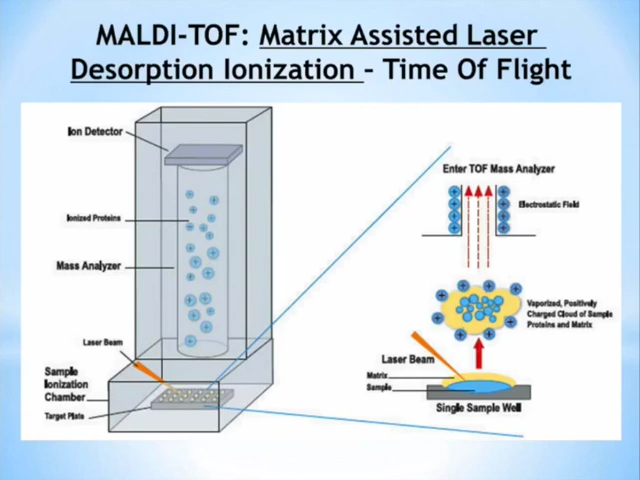 MALDI-TOF: Matrix Assisted Laser
Desorption Ionization – Time Of Flight
Ion Detector
Ionized Proteins
Mass Analyzer
Laser Beam
Sample
Ionization
Chamber
Target Plate
Enter TOF Mass Analyzer
Electrostatic Field
Vaporized, Positively
Charged Cloud of Sample
Proteins and Matrix
Laser Beam
Matrix
Sample
Single Sample Well